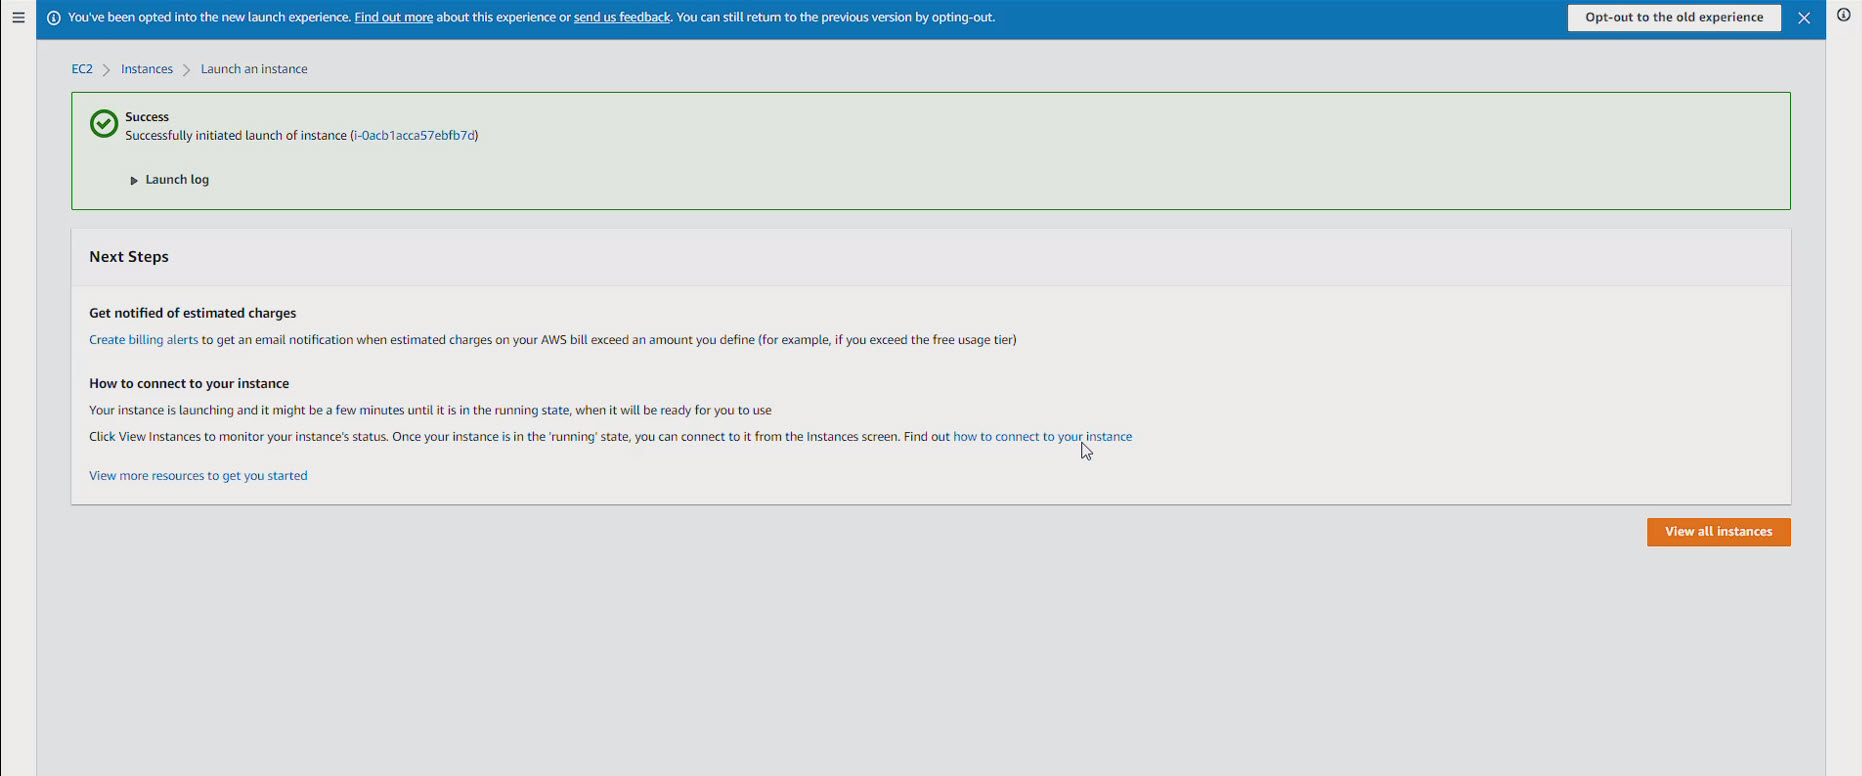 You've been opted into the new launch experience. Find out more about this experience or send us feedback. You can still return to the previous version by opting-out.
Opt-out to the old experience
EC2 > Instances > Launch an instance
Success
Successfully initiated launch of instance (i-0acb1acca57ebfb7d)
Launch log
Next Steps
Get notified of estimated charges
Create billing alerts to get an email notification when estimated charges on your AWS bill exceed an amount you define (for example, if you exceed the free usage tier)
How to connect to your instance
Your instance is launching and it might be a few minutes until it is in the running state, when it will be ready for you to use
Click View Instances to monitor your instance's status. Once your instance is in the 'running' state, you can connect to it from the Instances screen. Find out how to connect to your instance
View more resources to get you started
View all instances